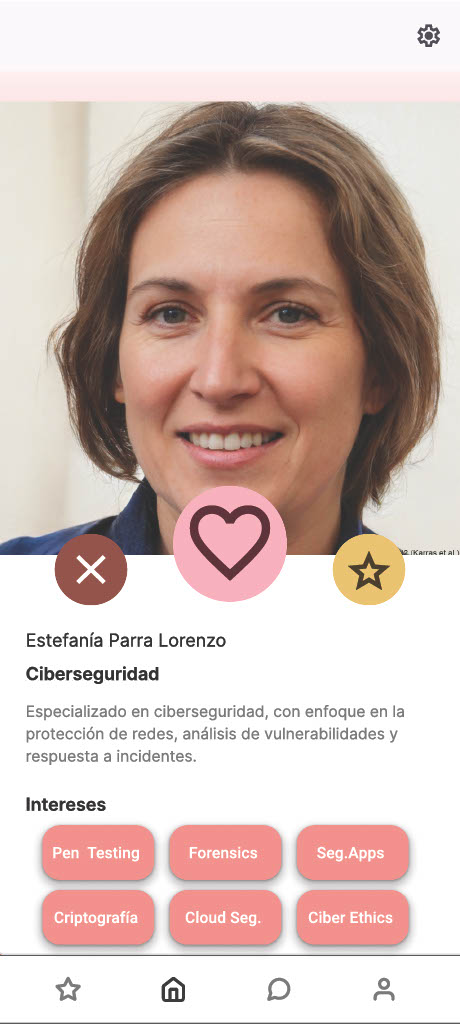 (Karras et al.)
Estefanía Parra Lorenzo
Ciberseguridad
Especializado en ciberseguridad, con enfoque en la
protección de redes, análisis de vulnerabilidades y
respuesta a incidentes.
Intereses
Pen Testing Forensics Seg.Apps
Criptografía Cloud Seg. Ciber Ethics